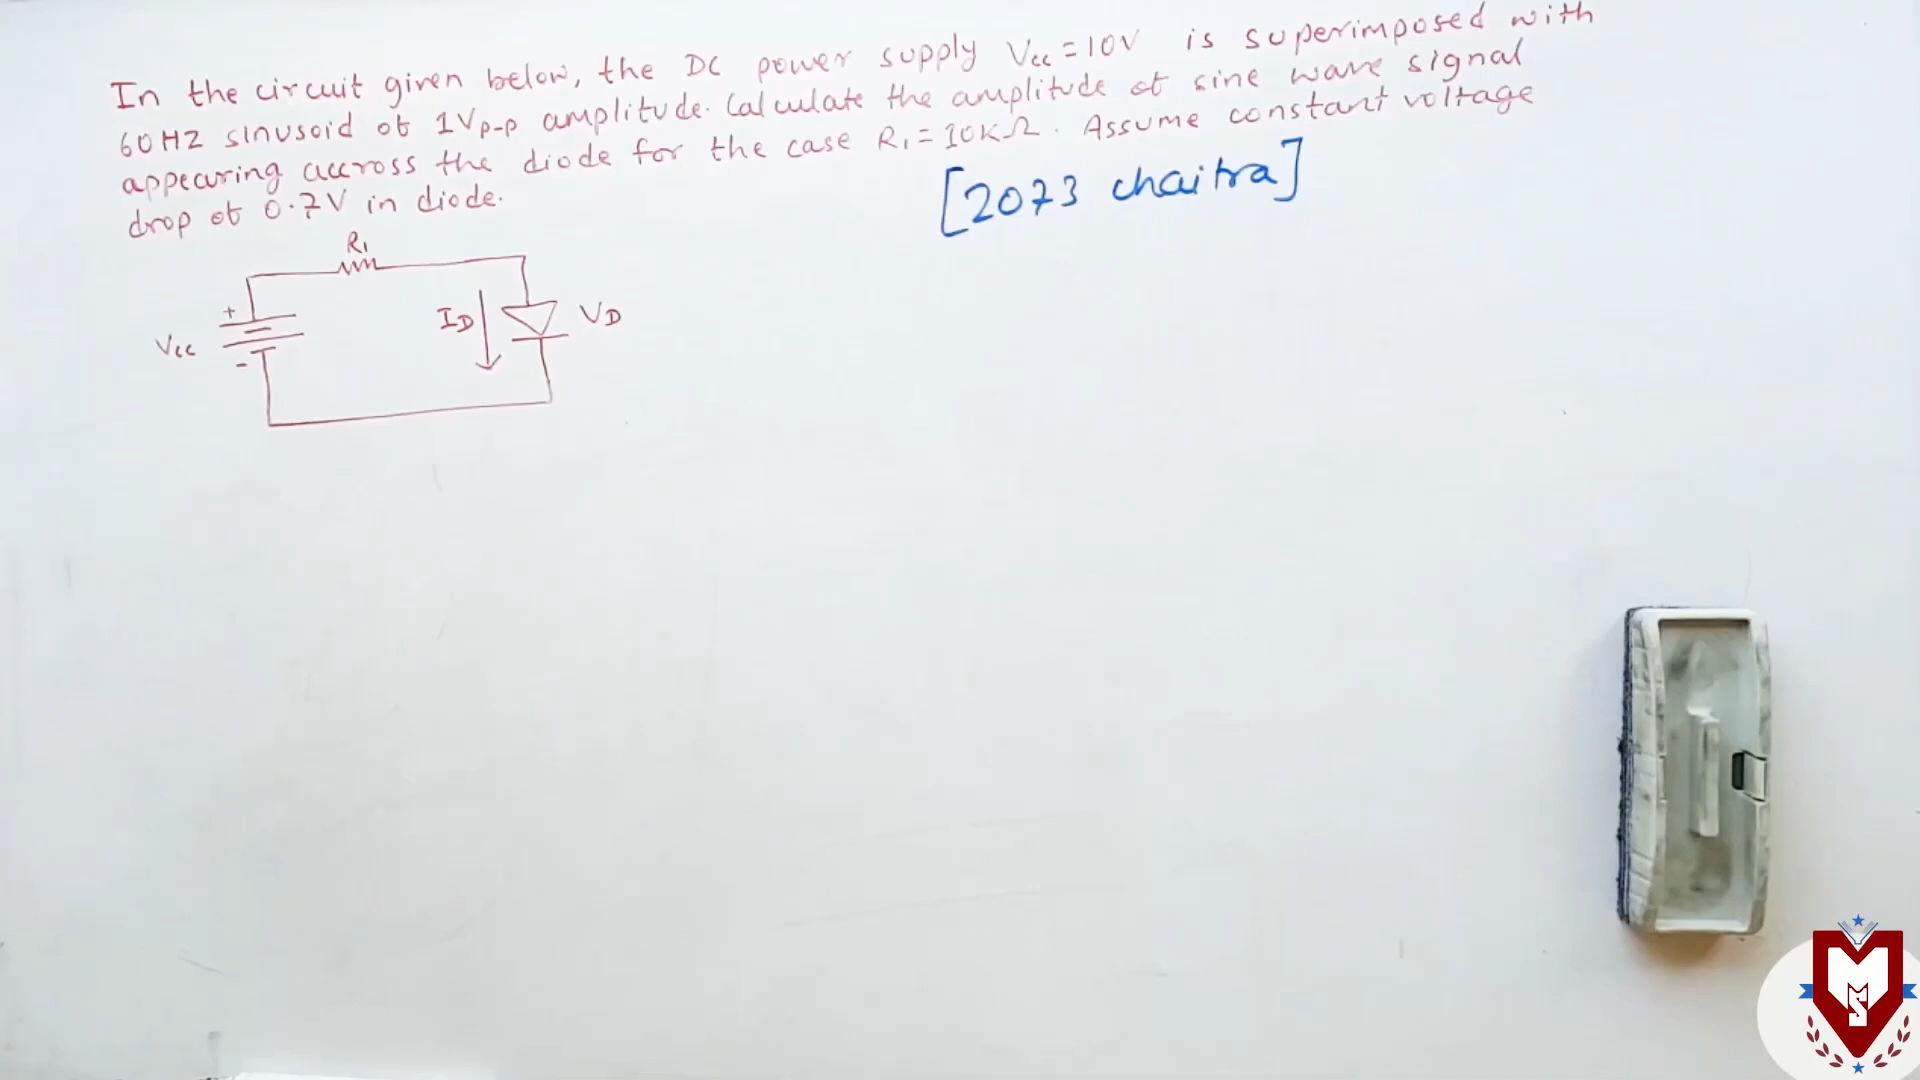 In the circuit given below, the DC power supply Vcc = 10V is superimposed with
60HZ sinusoid of 1Vp-p amplitude. Calculate the amplitude of sine wave signal
appearing accross the diode for the case R1 = 10KΩ. Assume constant voltage
drop of 0.7V in diode.
[2073 chaitra]
R1
+
Vcc
-
ID
VD
MS